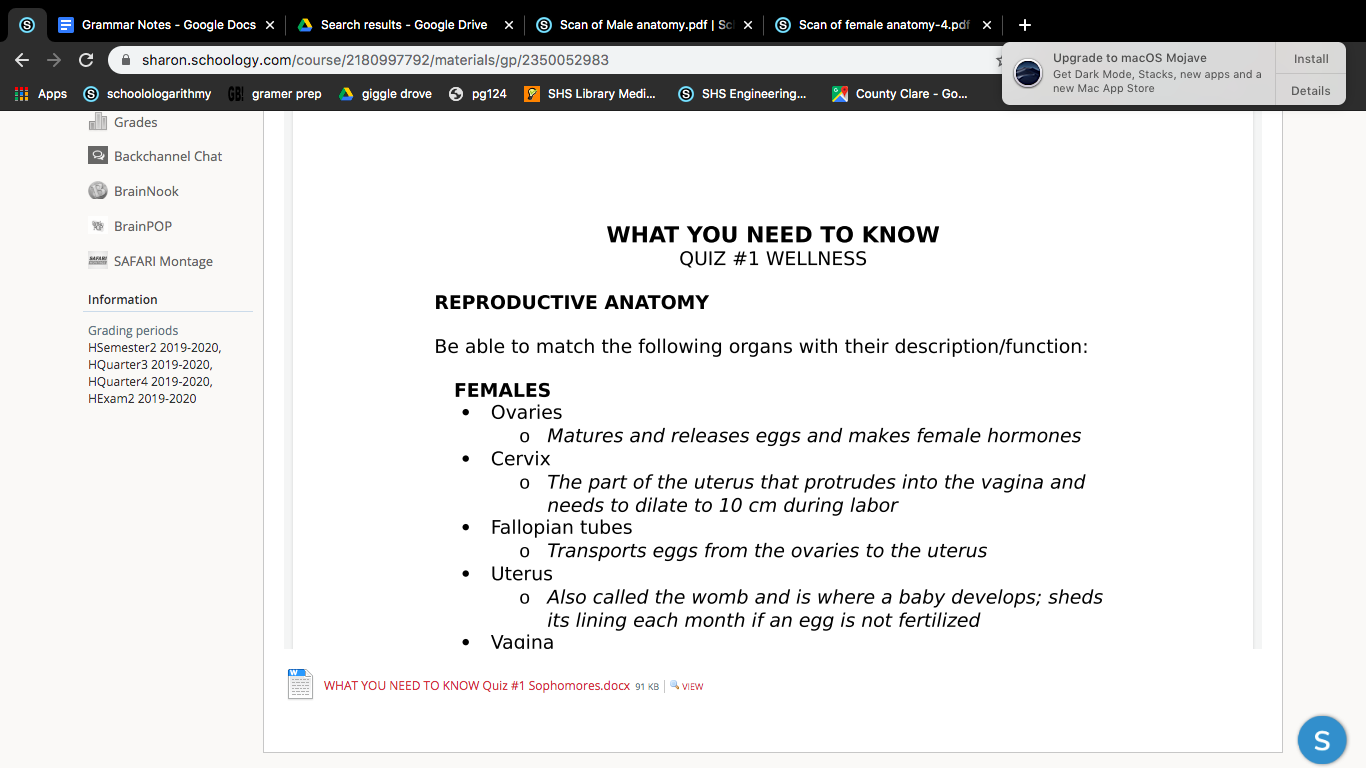 Grammar Notes - Google Docs
Search results - Google Drive
Scan of Male anatomy.pdf | Sc
Scan of female anatomy-4.pdf
sharon.schoology.com/course/2180997792/materials/gp/2350052983
Upgrade to macOS Mojave
Get Dark Mode, Stacks, new apps and a
new Mac App Store
Install
Details
Apps
schoolologarithmy
GB!
gramer prep
giggle drove
pg124
SHS Library Medi...
SHS Engineering...
County Clare - Go...
Grades
Backchannel Chat
BrainNook
BrainPOP
SAFARI Montage
Information
Grading periods
HSemester2 2019-2020,
HQuarter3 2019-2020,
HQuarter4 2019-2020,
HExam2 2019-2020
WHAT YOU NEED TO KNOW
QUIZ #1 WELLNESS
REPRODUCTIVE ANATOMY
Be able to match the following organs with their description/function:
FEMALES
• Ovaries
o Matures and releases eggs and makes female hormones
• Cervix
o The part of the uterus that protrudes into the vagina and
needs to dilate to 10 cm during labor
• Fallopian tubes
o Transports eggs from the ovaries to the uterus
• Uterus
o Also called the womb and is where a baby develops; sheds
its lining each month if an egg is not fertilized
• Vagina
WHAT YOU NEED TO KNOW Quiz #1 Sophomores.docx 91 KB VIEW
S